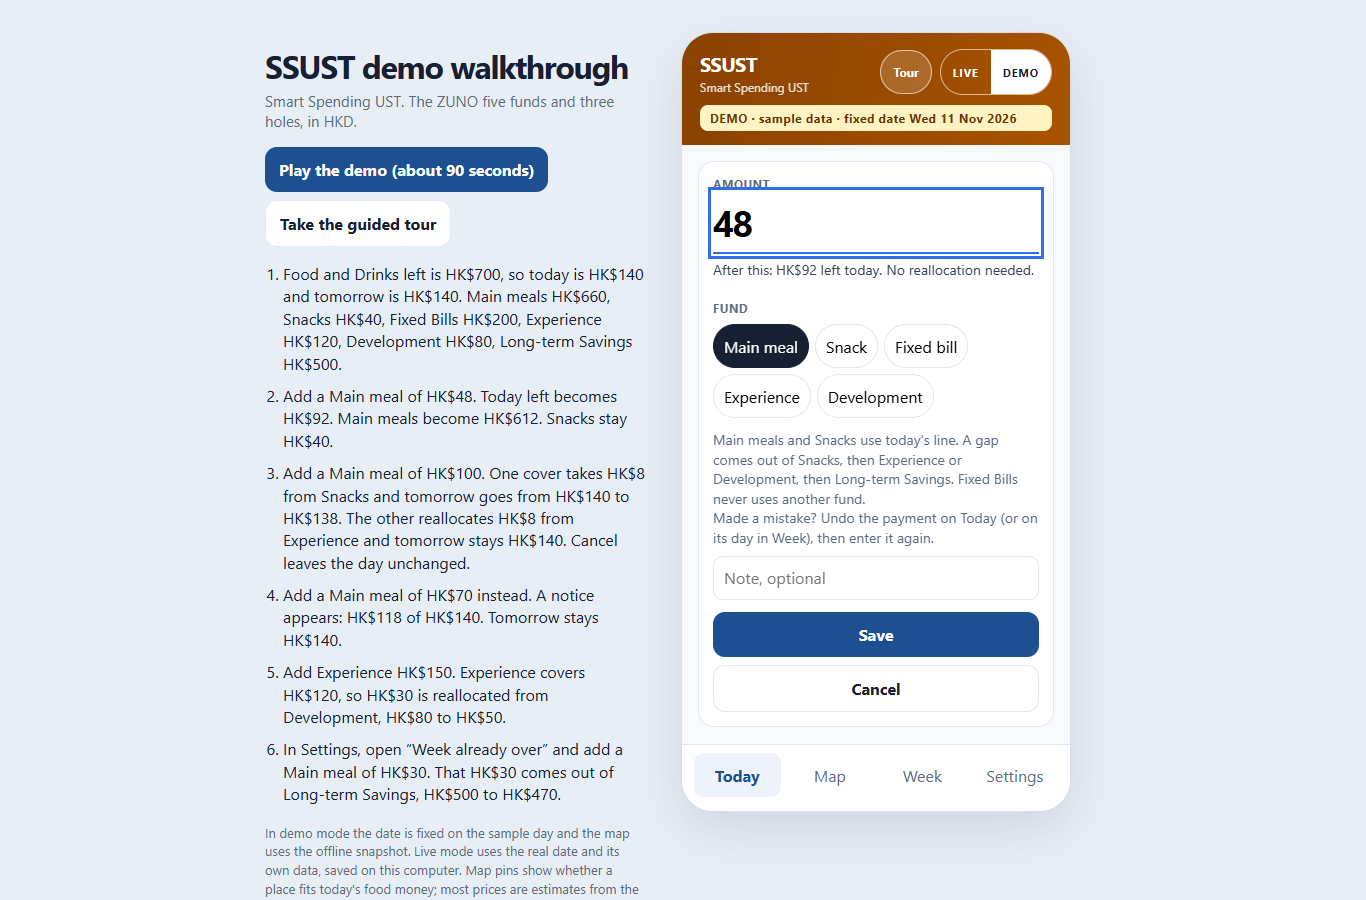 SSUST demo walkthrough
Smart Spending UST. The ZUNO five funds and three
holes, in HKD.
Play the demo (about 90 seconds)
Take the guided tour
1. Food and Drinks left is HK$700, so today is HK$140
and tomorrow is HK$140. Main meals HK$660,
Snacks HK$40, Fixed Bills HK$200, Experience
HK$120, Development HK$80, Long-term Savings
HK$500.
2. Add a Main meal of HK$48. Today left becomes
HK$92. Main meals become HK$612. Snacks stay
HK$40.
3. Add a Main meal of HK$100. One cover takes HK$8
from Snacks and tomorrow goes from HK$140 to
HK$138. The other reallocates HK$8 from
Experience and tomorrow stays HK$140. Cancel
leaves the day unchanged.
4. Add a Main meal of HK$70 instead. A notice
appears: HK$118 of HK$140. Tomorrow stays
HK$140.
5. Add Experience HK$150. Experience covers
HK$120, so HK$30 is reallocated from
Development, HK$80 to HK$50.
6. In Settings, open “Week already over” and add a
Main meal of HK$30. That HK$30 comes out of
Long-term Savings, HK$500 to HK$470.
In demo mode the date is fixed on the sample day and the map
uses the offline snapshot. Live mode uses the real date and its
own data, saved on this computer. Map pins show whether a
place fits today's food money; most prices are estimates from the
SSUST
Smart Spending UST
Tour
LIVE
DEMO
DEMO · sample data · fixed date Wed 11 Nov 2026
AMOUNT
48
After this: HK$92 left today. No reallocation needed.
FUND
Main meal
Snack
Fixed bill
Experience
Development
Main meals and Snacks use today's line. A gap
comes out of Snacks, then Experience or
Development, then Long-term Savings. Fixed Bills
never uses another fund.
Made a mistake? Undo the payment on Today (or on
its day in Week), then enter it again.
Note, optional
Save
Cancel
Today
Map
Week
Settings